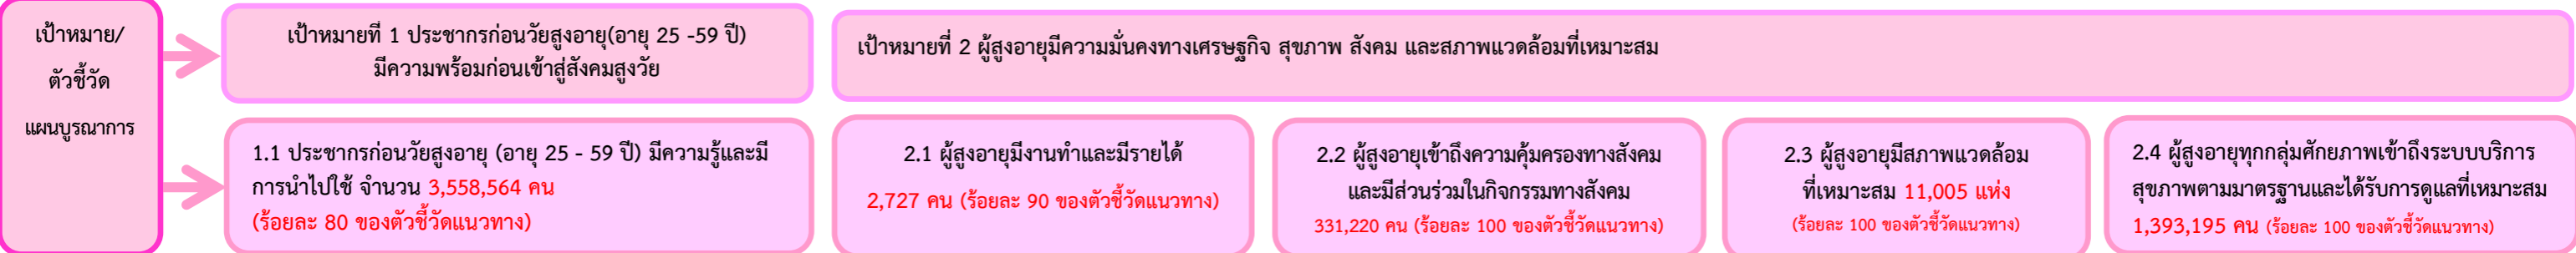 เป้าหมาย/
ตัวชี้วัด
แผนบูรณาการ
เป้าหมายที่ 1 ประชากรก่อนวัยสูงอายุ(อายุ 25 -59 ปี)
มีความพร้อมก่อนเข้าสู่สังคมสูงวัย
เป้าหมายที่ 2 ผู้สูงอายุมีความมั่นคงทางเศรษฐกิจ สุขภาพ สังคม และสภาพแวดล้อมที่เหมาะสม
1.1 ประชากรก่อนวัยสูงอายุ (อายุ 25 - 59 ปี) มีความรู้และมี
การนำไปใช้ จำนวน 3,558,564 คน
(ร้อยละ 80 ของตัวชี้วัดแนวทาง)
2.1 ผู้สูงอายุมีงานทำและมีรายได้
2,727 คน (ร้อยละ 90 ของตัวชี้วัดแนวทาง)
2.2 ผู้สูงอายุเข้าถึงความคุ้มครองทางสังคม
และมีส่วนร่วมในกิจกรรมทางสังคม
331,220 คน (ร้อยละ 100 ของตัวชี้วัดแนวทาง)
2.3 ผู้สูงอายุมีสภาพแวดล้อม
ที่เหมาะสม 11,005 แห่ง
(ร้อยละ 100 ของตัวชี้วัดแนวทาง)
2.4 ผู้สูงอายุทุกกลุ่มศักยภาพเข้าถึงระบบบริการ
สุขภาพตามมาตรฐานและได้รับการดูแลที่เหมาะสม
1,393,195 คน (ร้อยละ 100 ของตัวชี้วัดแนวทาง)